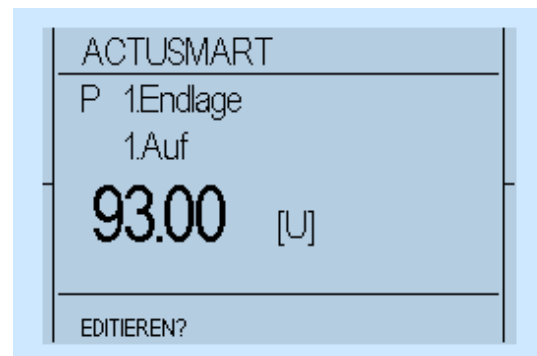 ACTUSMART
P 1.Endlage
1.Auf
93.00 [U]
EDITIEREN?